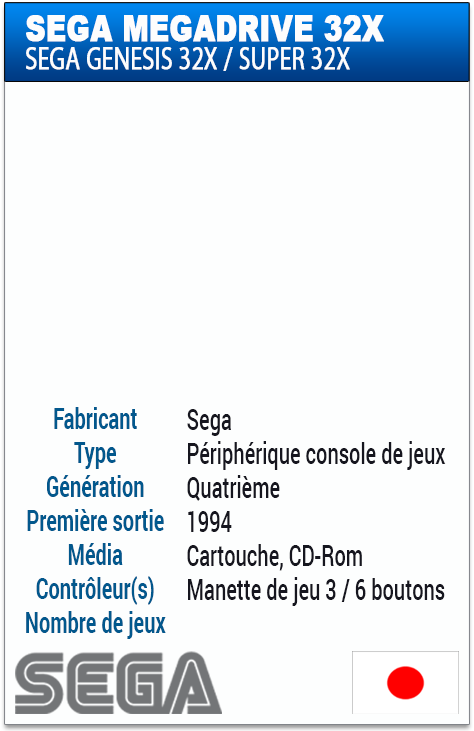 SEGA MEGADRIVE 32X
SEGA GENESIS 32X / SUPER 32X
Fabricant Sega
Type Périphérique console de jeux
Génération Quatrième
Première sortie 1994
Média Cartouche, CD-Rom
Contrôleur(s) Manette de jeu 3 / 6 boutons
Nombre de jeux
SEGA